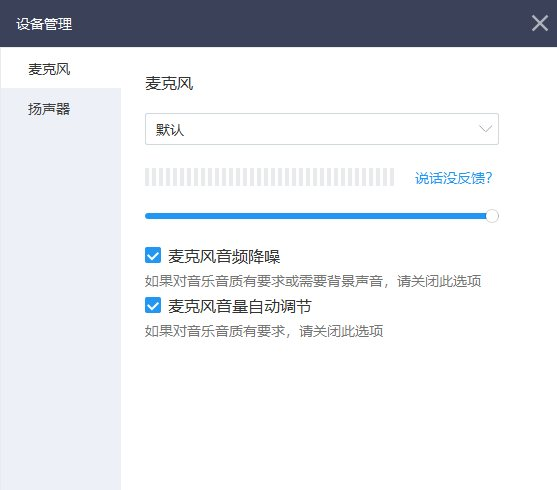 设备管理
麦克风
扬声器
麦克风
默认
说话没反馈?
麦克风音频降噪
如果对音乐音质有要求或需要背景声音，请关闭此选项
麦克风音量自动调节
如果对音乐音质有要求，请关闭此选项